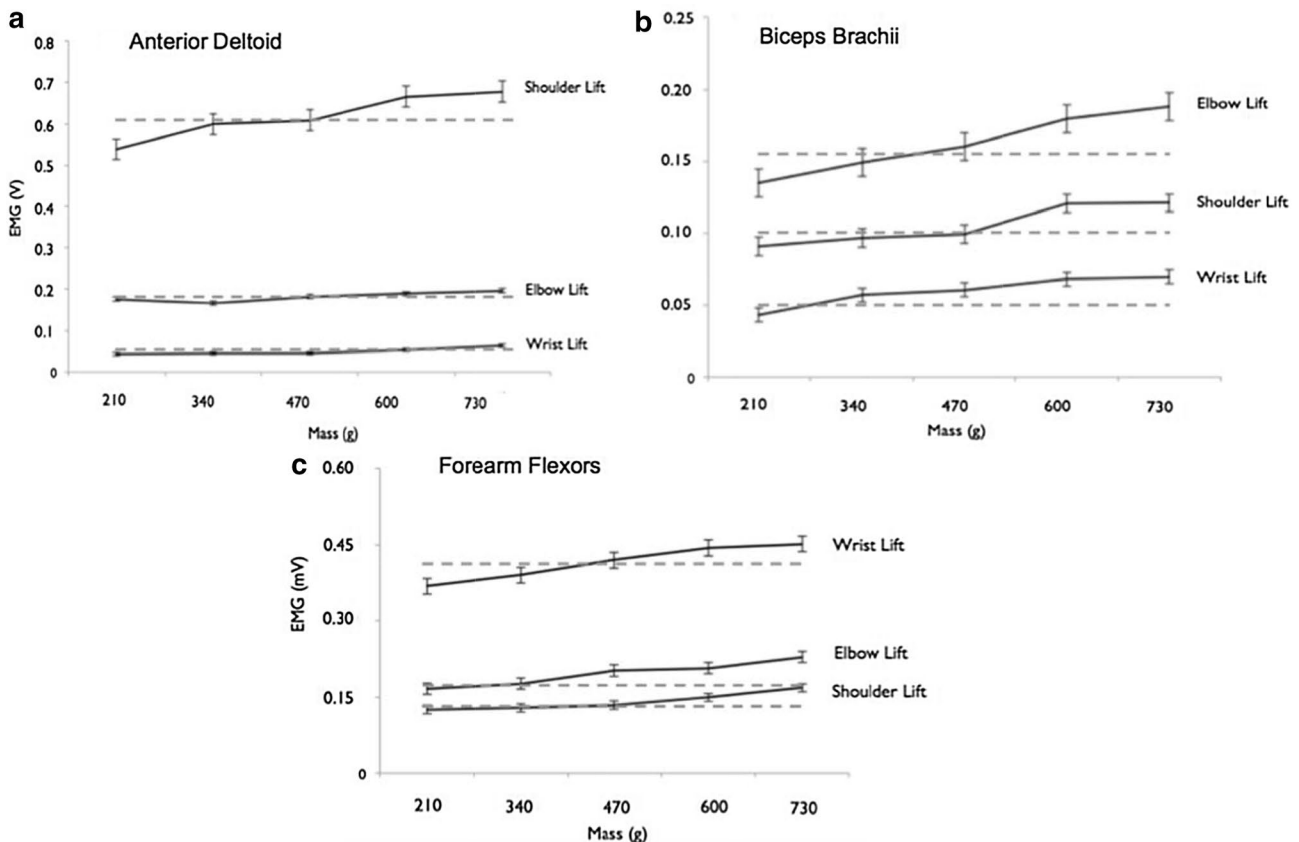 a
Anterior Deltoid
0.8
0.7
0.6
0.5
0.4
0.3
0.2
0.1
0
EMG (V)
Shoulder Lift
Elbow Lift
Wrist Lift
210 340 470 600 730
Mass (g)
b
Biceps Brachii
0.25
0.20
0.15
0.10
0.05
0
Elbow Lift
Shoulder Lift
Wrist Lift
210 340 470 600 730
Mass (g)
c
Forearm Flexors
0.60
0.45
0.30
0.15
0
EMG (mV)
Wrist Lift
Elbow Lift
Shoulder Lift
210 340 470 600 730
Mass (g)